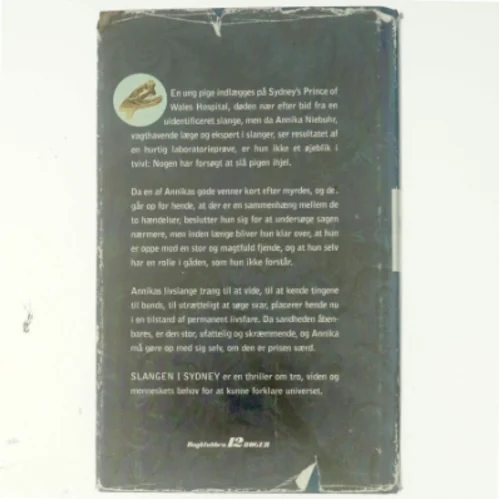 En ung pige indlægges på Sydney's Prince of
Wales Hospital, døden nær efter bid fra en
uidentificeret slange, men da Annika Niebuhr,
vagthavende læge og ekspert i slanger, ser resultatet af
en hurtig laboratorieprøve, er hun ikke et øjeblik i
tvivl: Nogen har forsøgt at slå pigen ihjel.
Da en af Annikas gode venner kort efter myrdes, og de.
går op for hende, at der er en sammenhæng mellem de
to hændelser, beslutter hun sig for at undersøge sagen
nærmere, men inden længe bliver hun klar over, at hun
er oppe mod en stor og magtfuld fjende, og at hun selv
har en rolle i gåden, som hun ikke forstår.
Annikas livslange trang til at vide, til at kende tingene
til bunds, til utrætteligt at søge svar, placerer hende nu
i en tilstand af permanent livsfare. Da sandheden åben-
bares, er den stor, ufattelig og skræmmende, og Annika
må gøre op med sig selv, om den er prisen værd.
SLANGEN I SYDNEY er en thriller om tro, viden og
menneskets behov for at kunne forklare universet.
Bogklubben 12 BØGER